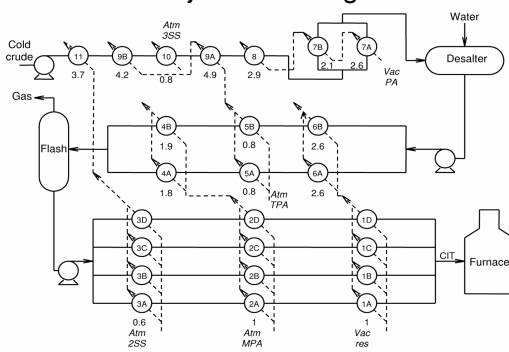 Atm
3SS
Water
Cold
crude
11
9B
10
9A
8
7B
7A
Desalter
3.7
4.2
0.8
4.9
2.9
2.1
2.6
Vac
PA
Gas
Flash
4B
5B
6B
1.9
0.8
2.6
4A
5A
6A
1.8
0.8
2.6
Atm
TPA
3D
2D
1D
3C
2C
1C
CIT
Furnace
3B
2B
1B
3A
2A
1A
0.6
1
1
Atm
2SS
Atm
MPA
Vac
res